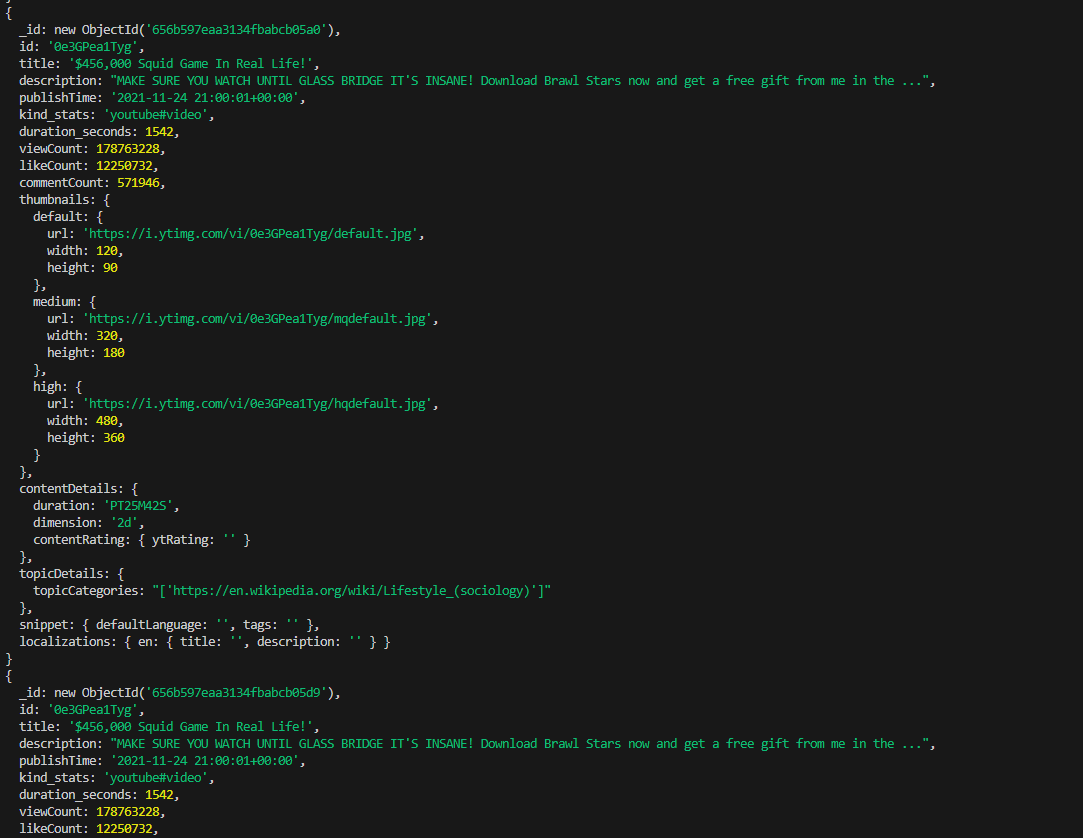 }
{
  _id: new ObjectId('656b597eaa3134fbabcb05a0'),
  id: '0e3GPea1Tyg',
  title: '$456,000 Squid Game In Real Life!',
  description: "MAKE SURE YOU WATCH UNTIL GLASS BRIDGE IT'S INSANE! Download Brawl Stars now and get a free gift from me in the ...",
  publishTime: '2021-11-24 21:00:01+00:00',
  kind_stats: 'youtube#video',
  duration_seconds: 1542,
  viewCount: 178763228,
  likeCount: 12250732,
  commentCount: 571946,
  thumbnails: {
    default: {
      url: 'https://i.ytimg.com/vi/0e3GPea1Tyg/default.jpg',
      width: 120,
      height: 90
    },
    medium: {
      url: 'https://i.ytimg.com/vi/0e3GPea1Tyg/mqdefault.jpg',
      width: 320,
      height: 180
    },
    high: {
      url: 'https://i.ytimg.com/vi/0e3GPea1Tyg/hqdefault.jpg',
      width: 480,
      height: 360
    }
  },
  contentDetails: {
    duration: 'PT25M42S',
    dimension: '2d',
    contentRating: { ytRating: '' }
  },
  topicDetails: {
    topicCategories: "['https://en.wikipedia.org/wiki/Lifestyle_(sociology)']"
  },
  snippet: { defaultLanguage: '', tags: '' },
  localizations: { en: { title: '', description: '' } }
}
{
  _id: new ObjectId('656b597eaa3134fbabcb05d9'),
  id: '0e3GPea1Tyg',
  title: '$456,000 Squid Game In Real Life!',
  description: "MAKE SURE YOU WATCH UNTIL GLASS BRIDGE IT'S INSANE! Download Brawl Stars now and get a free gift from me in the ...",
  publishTime: '2021-11-24 21:00:01+00:00',
  kind_stats: 'youtube#video',
  duration_seconds: 1542,
  viewCount: 178763228,
  likeCount: 12250732,